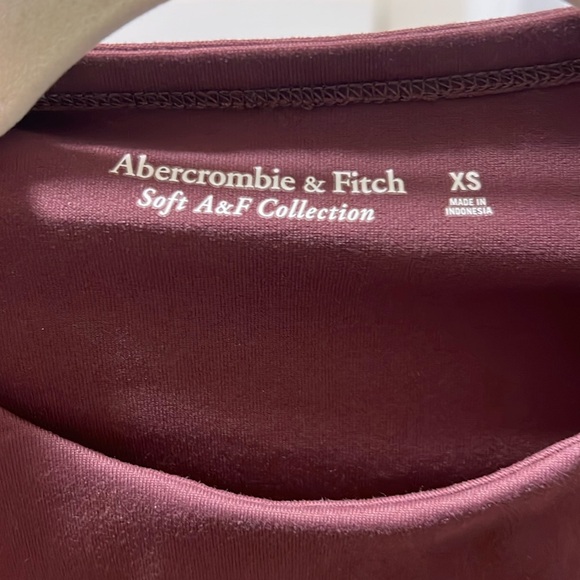 Abercrombie & Fitch
Soft A&F Collection
XS
MADE IN
INDONESIA